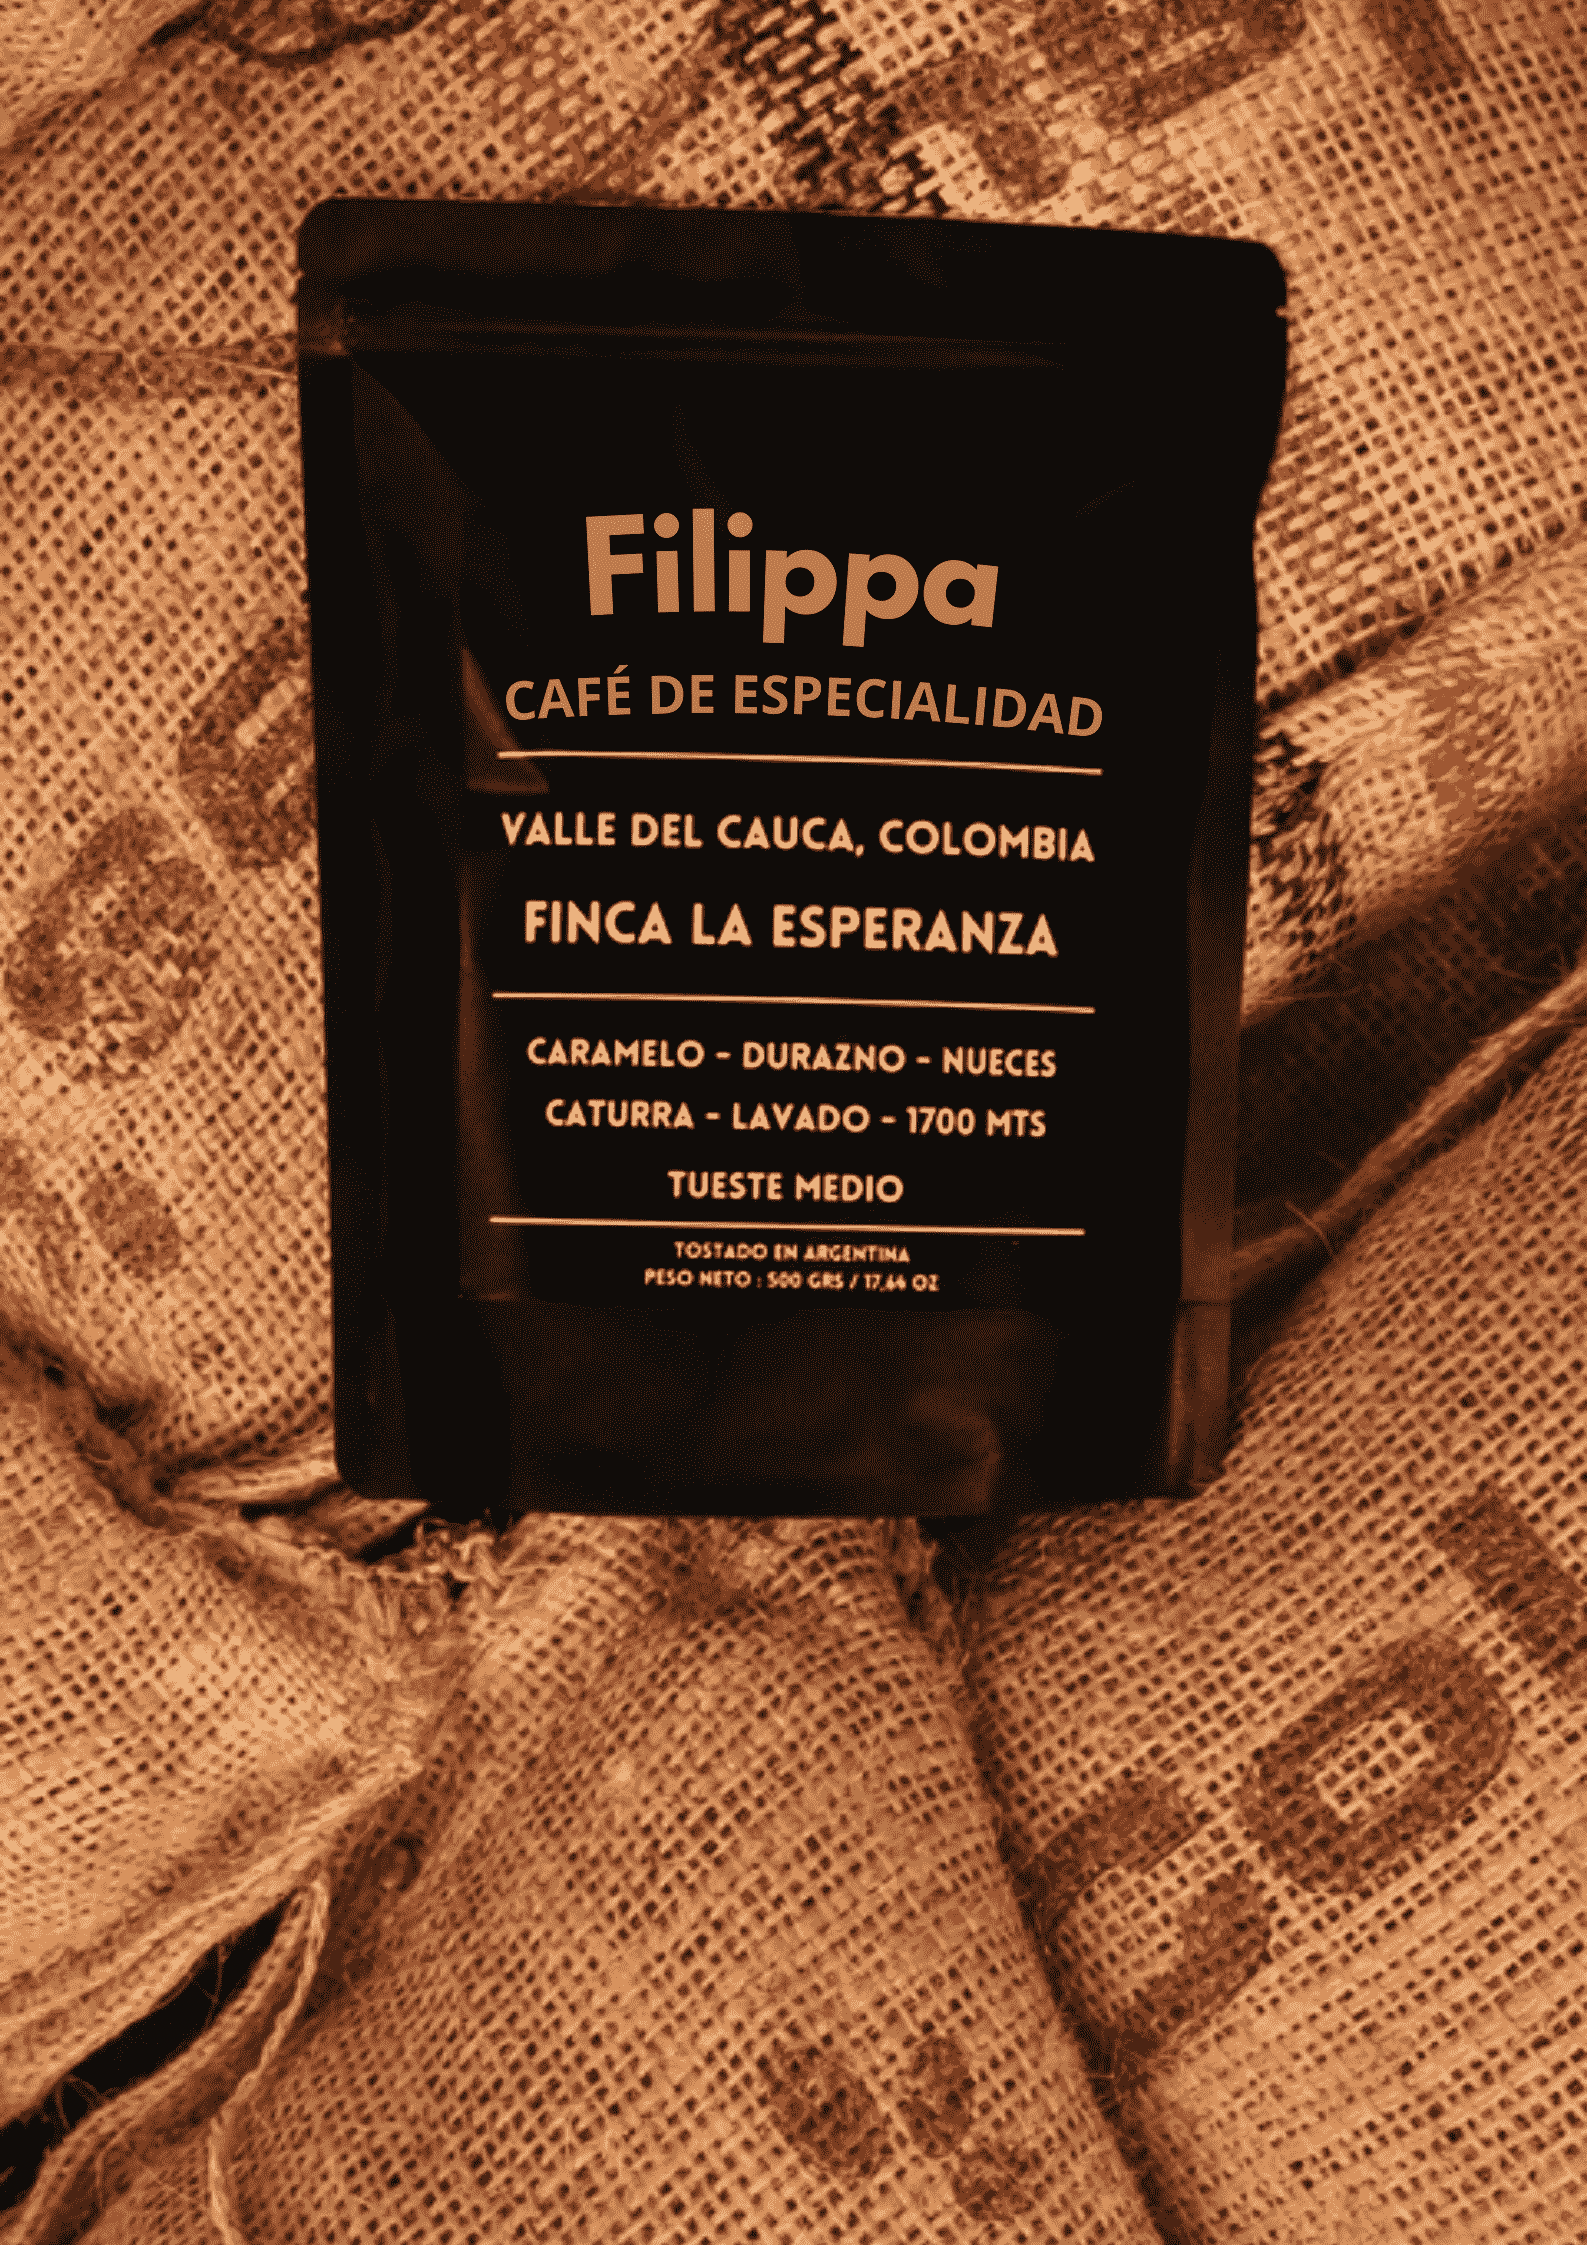 Filippa
CAFÉ DE ESPECIALIDAD
VALLE DEL CAUCA, COLOMBIA
FINCA LA ESPERANZA
CARAMELO - DURAZNO - NUECES
CATURRA - LAVADO - 1700 MTS
TUESTE MEDIO
TOSTADO EN ARGENTINA
PESO NETO : 500 GRS / 17,64 OZ